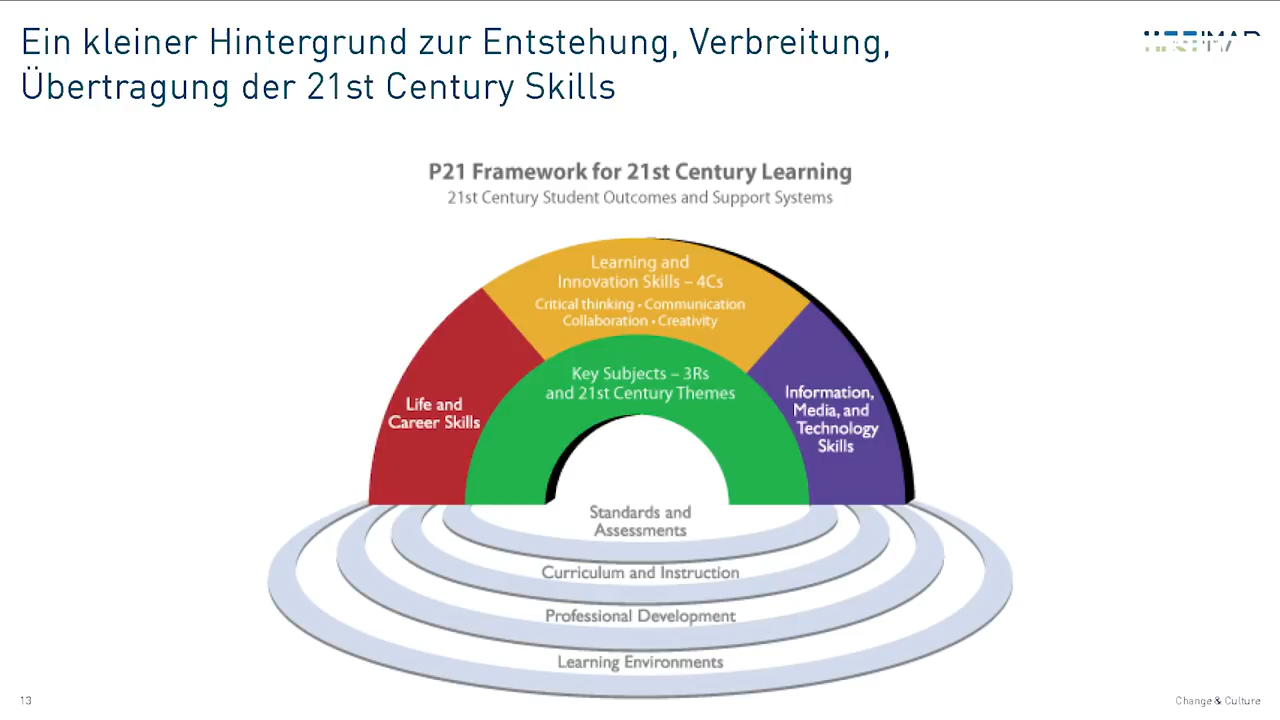 Ein kleiner Hintergrund zur Entstehung, Verbreitung,
Übertragung der 21st Century Skills
P21 Framework for 21st Century Learning
21st Century Student Outcomes and Support Systems
Learning and
Innovation Skills – 4Cs
Critical thinking • Communication
Collaboration • Creativity
Key Subjects – 3Rs
and 21st Century Themes
Life and
Career Skills
Information,
Media, and
Technology
Skills
Standards and
Assessments
Curriculum and Instruction
Professional Development
Learning Environments
13
Change & Culture